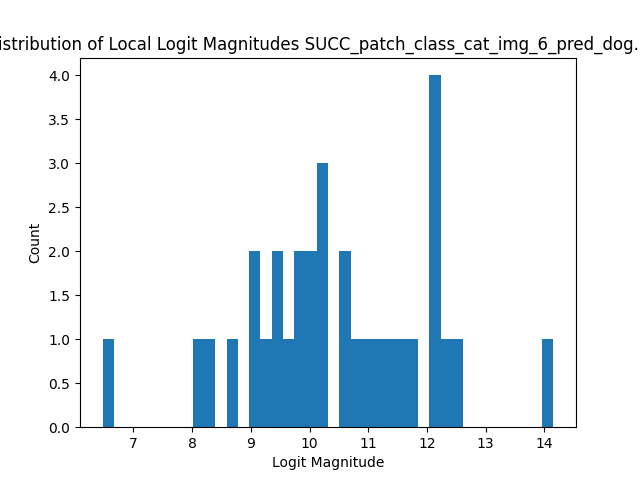 istribution of Local Logit Magnitudes SUCC_patch_class_cat_img_6_pred_dog.
4.0
3.5
3.0
2.5
2.0
1.5
1.0
0.5
0.0
Count
7 8 9 10 11 12 13 14
Logit Magnitude